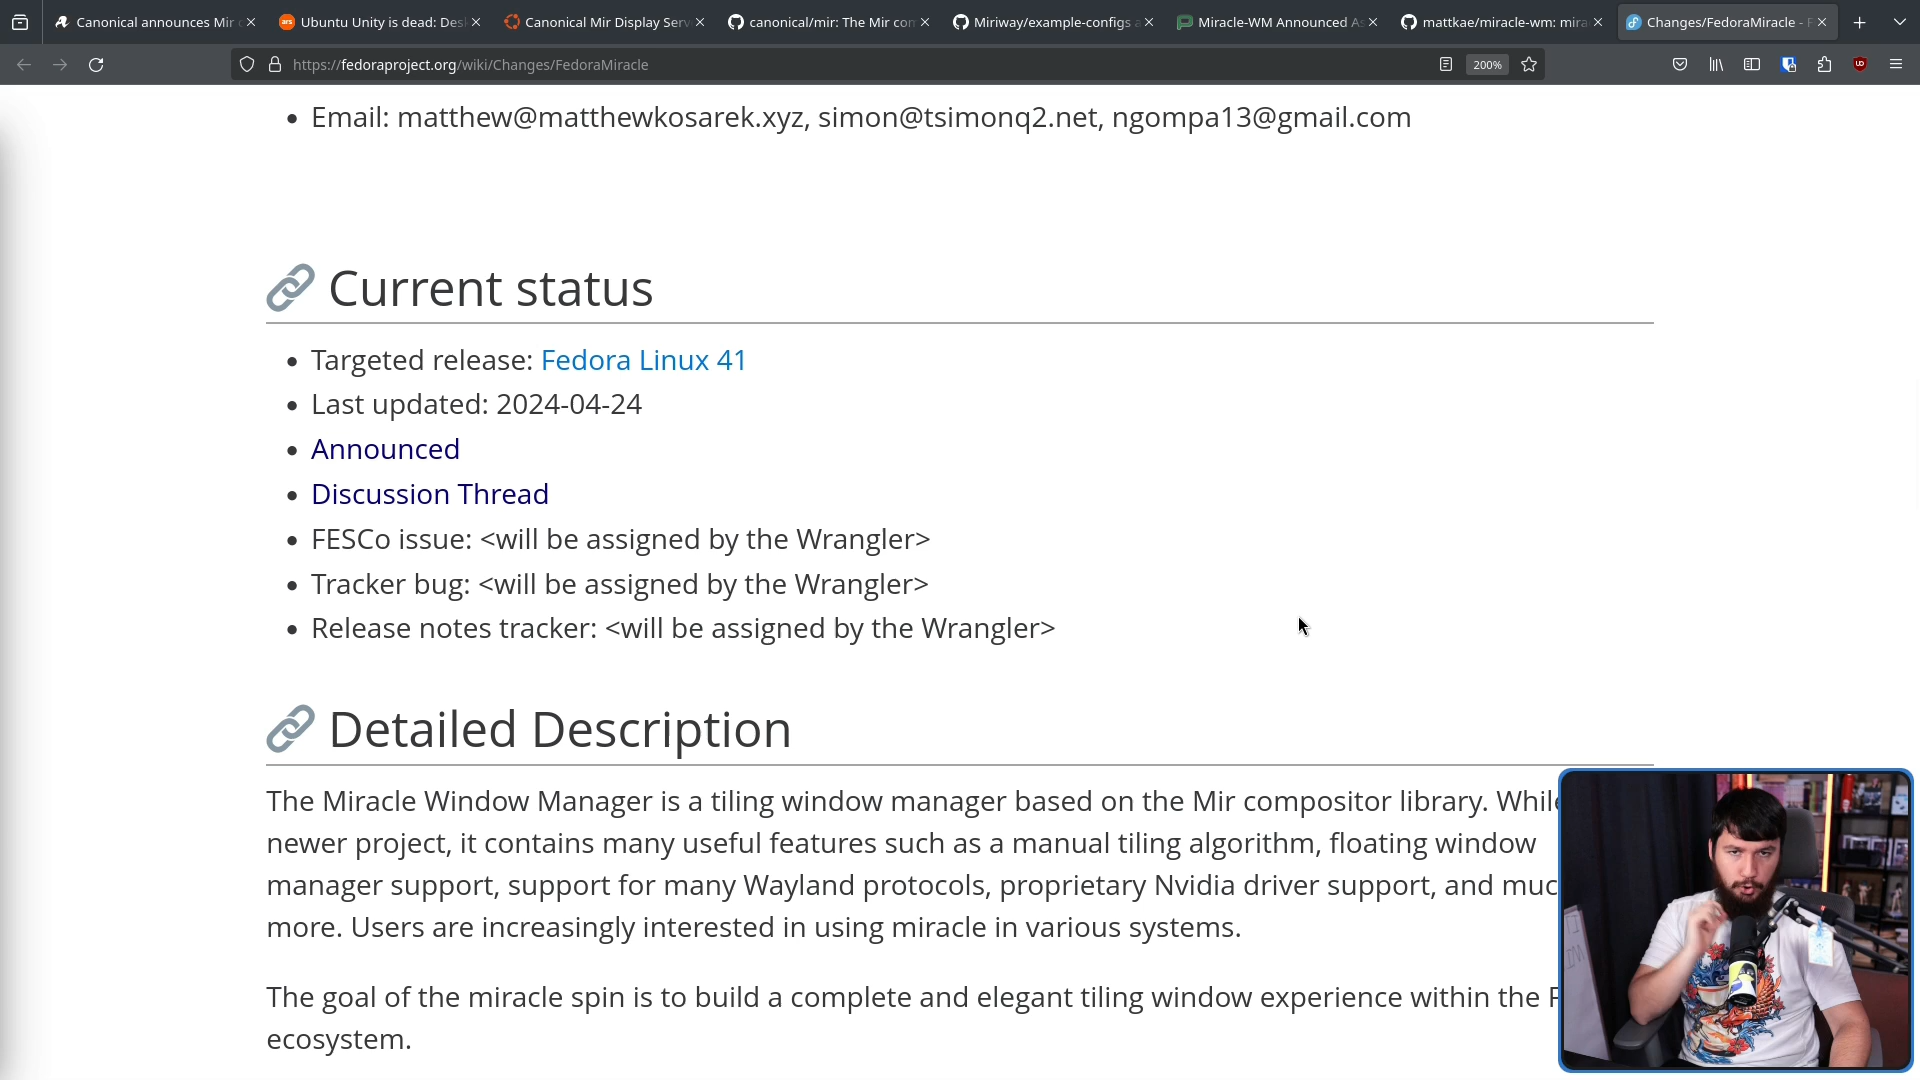 Canonical announces Mir
Ubuntu Unity is dead: Des
Canonical Mir Display Serv
canonical/mir: The Mir com
Miriway/example-configs a
Miracle-WM Announced As
mattkae/miracle-wm: mira
Changes/FedoraMiracle - F
https://fedoraproject.org/wiki/Changes/FedoraMiracle
200%
• Email: matthew@matthewkosarek.xyz, simon@tsimonq2.net, ngompa13@gmail.com
Current status
• Targeted release: Fedora Linux 41
• Last updated: 2024-04-24
• Announced
• Discussion Thread
• FESCo issue: <will be assigned by the Wrangler>
• Tracker bug: <will be assigned by the Wrangler>
• Release notes tracker: <will be assigned by the Wrangler>
Detailed Description
The Miracle Window Manager is a tiling window manager based on the Mir compositor library. While
newer project, it contains many useful features such as a manual tiling algorithm, floating window
manager support, support for many Wayland protocols, proprietary Nvidia driver support, and muc
more. Users are increasingly interested in using miracle in various systems.
The goal of the miracle spin is to build a complete and elegant tiling window experience within the F
ecosystem.